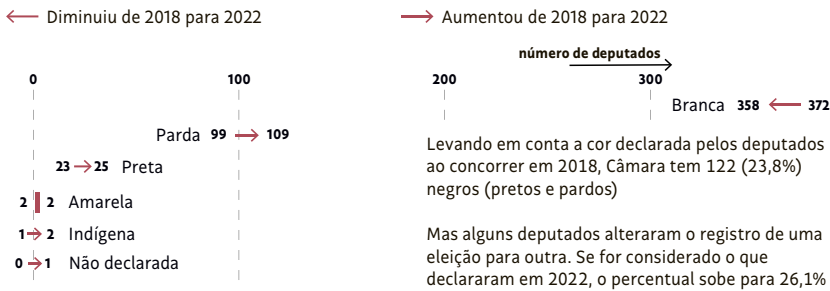 Diminuiu de 2018 para 2022
Aumentou de 2018 para 2022
número de deputados
0 100 200 300
Branca 358 372
Parda 99 109
23 25 Preta
2 2 Amarela
1 2 Indígena
0 1 Não declarada
Levando em conta a cor declarada pelos deputados
ao concorrer em 2018, Câmara tem 122 (23,8%)
negros (pretos e pardos)
Mas alguns deputados alteraram o registro de uma
eleição para outra. Se for considerado o que
declararam em 2022, o percentual sobe para 26,1%